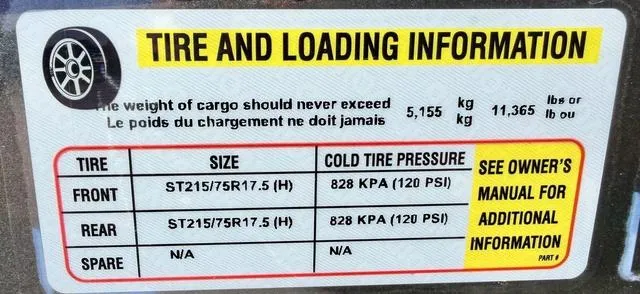 TIRE AND LOADING INFORMATION
The weight of cargo should never exceed 5,155 kg 11,365 lbs or
Le poids du chargement ne doit jamais kg lb ou
TIRE SIZE COLD TIRE PRESSURE
FRONT ST215/75R17.5 (H) 828 KPA (120 PSI)
REAR ST215/75R17.5 (H) 828 KPA (120 PSI)
SPARE N/A N/A
SEE OWNER'S
MANUAL FOR
ADDITIONAL
INFORMATION
PART #